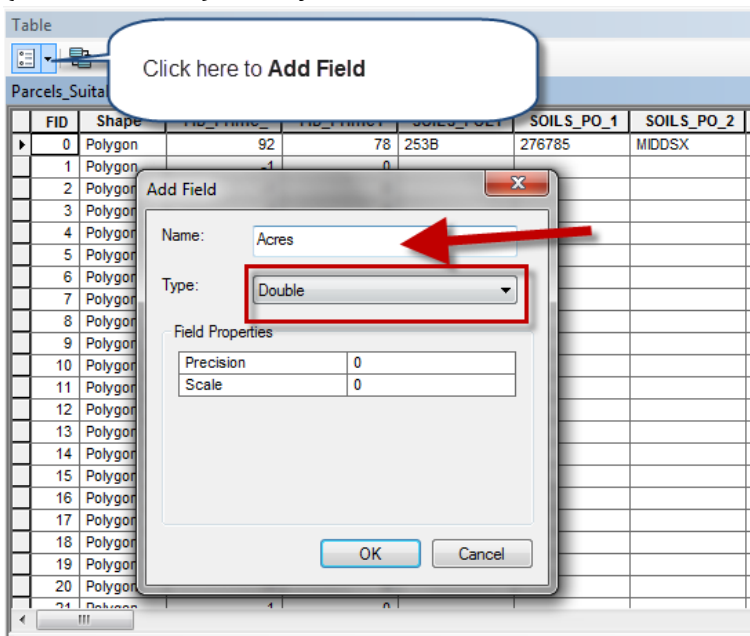 Table
Click here to Add Field
Parcels_Suita
FID Shape SOILS_PO_1 SOILS_PO_2
0 Polygon 92 78 253B 276785 MIDDSX
1 Polygon -1 0
2 Polygon
3 Polygon
4 Polygon
5 Polygon
6 Polygon
7 Polygon
8 Polygon
9 Polygon
10 Polygon
11 Polygon
12 Polygon
13 Polygon
14 Polygon
15 Polygon
16 Polygon
17 Polygon
18 Polygon
19 Polygon
20 Polygon
21 Polygon
Add Field
Name: Acres
Type: Double
Field Properties
Precision 0
Scale 0
OK Cancel